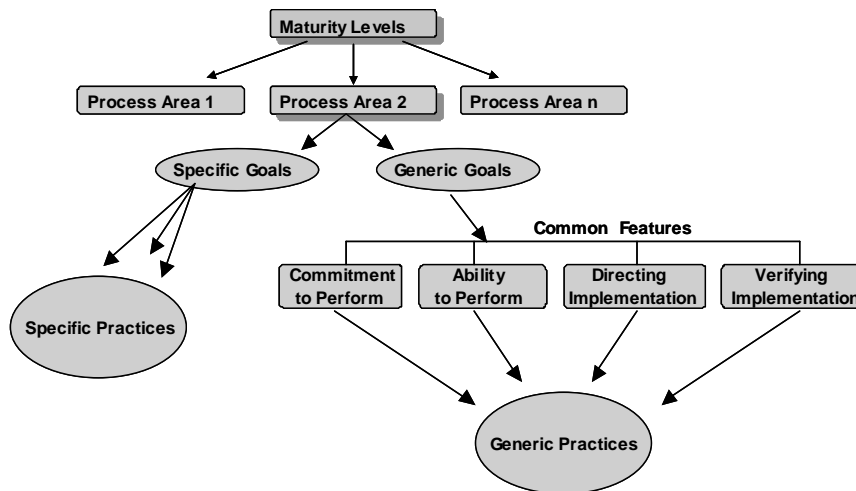 Maturity Levels
Process Area 1
Process Area 2
Process Area n
Specific Goals
Generic Goals
Common Features
Commitment
to Perform
Ability
to Perform
Directing
Implementation
Verifying
Implementation
Specific Practices
Generic Practices